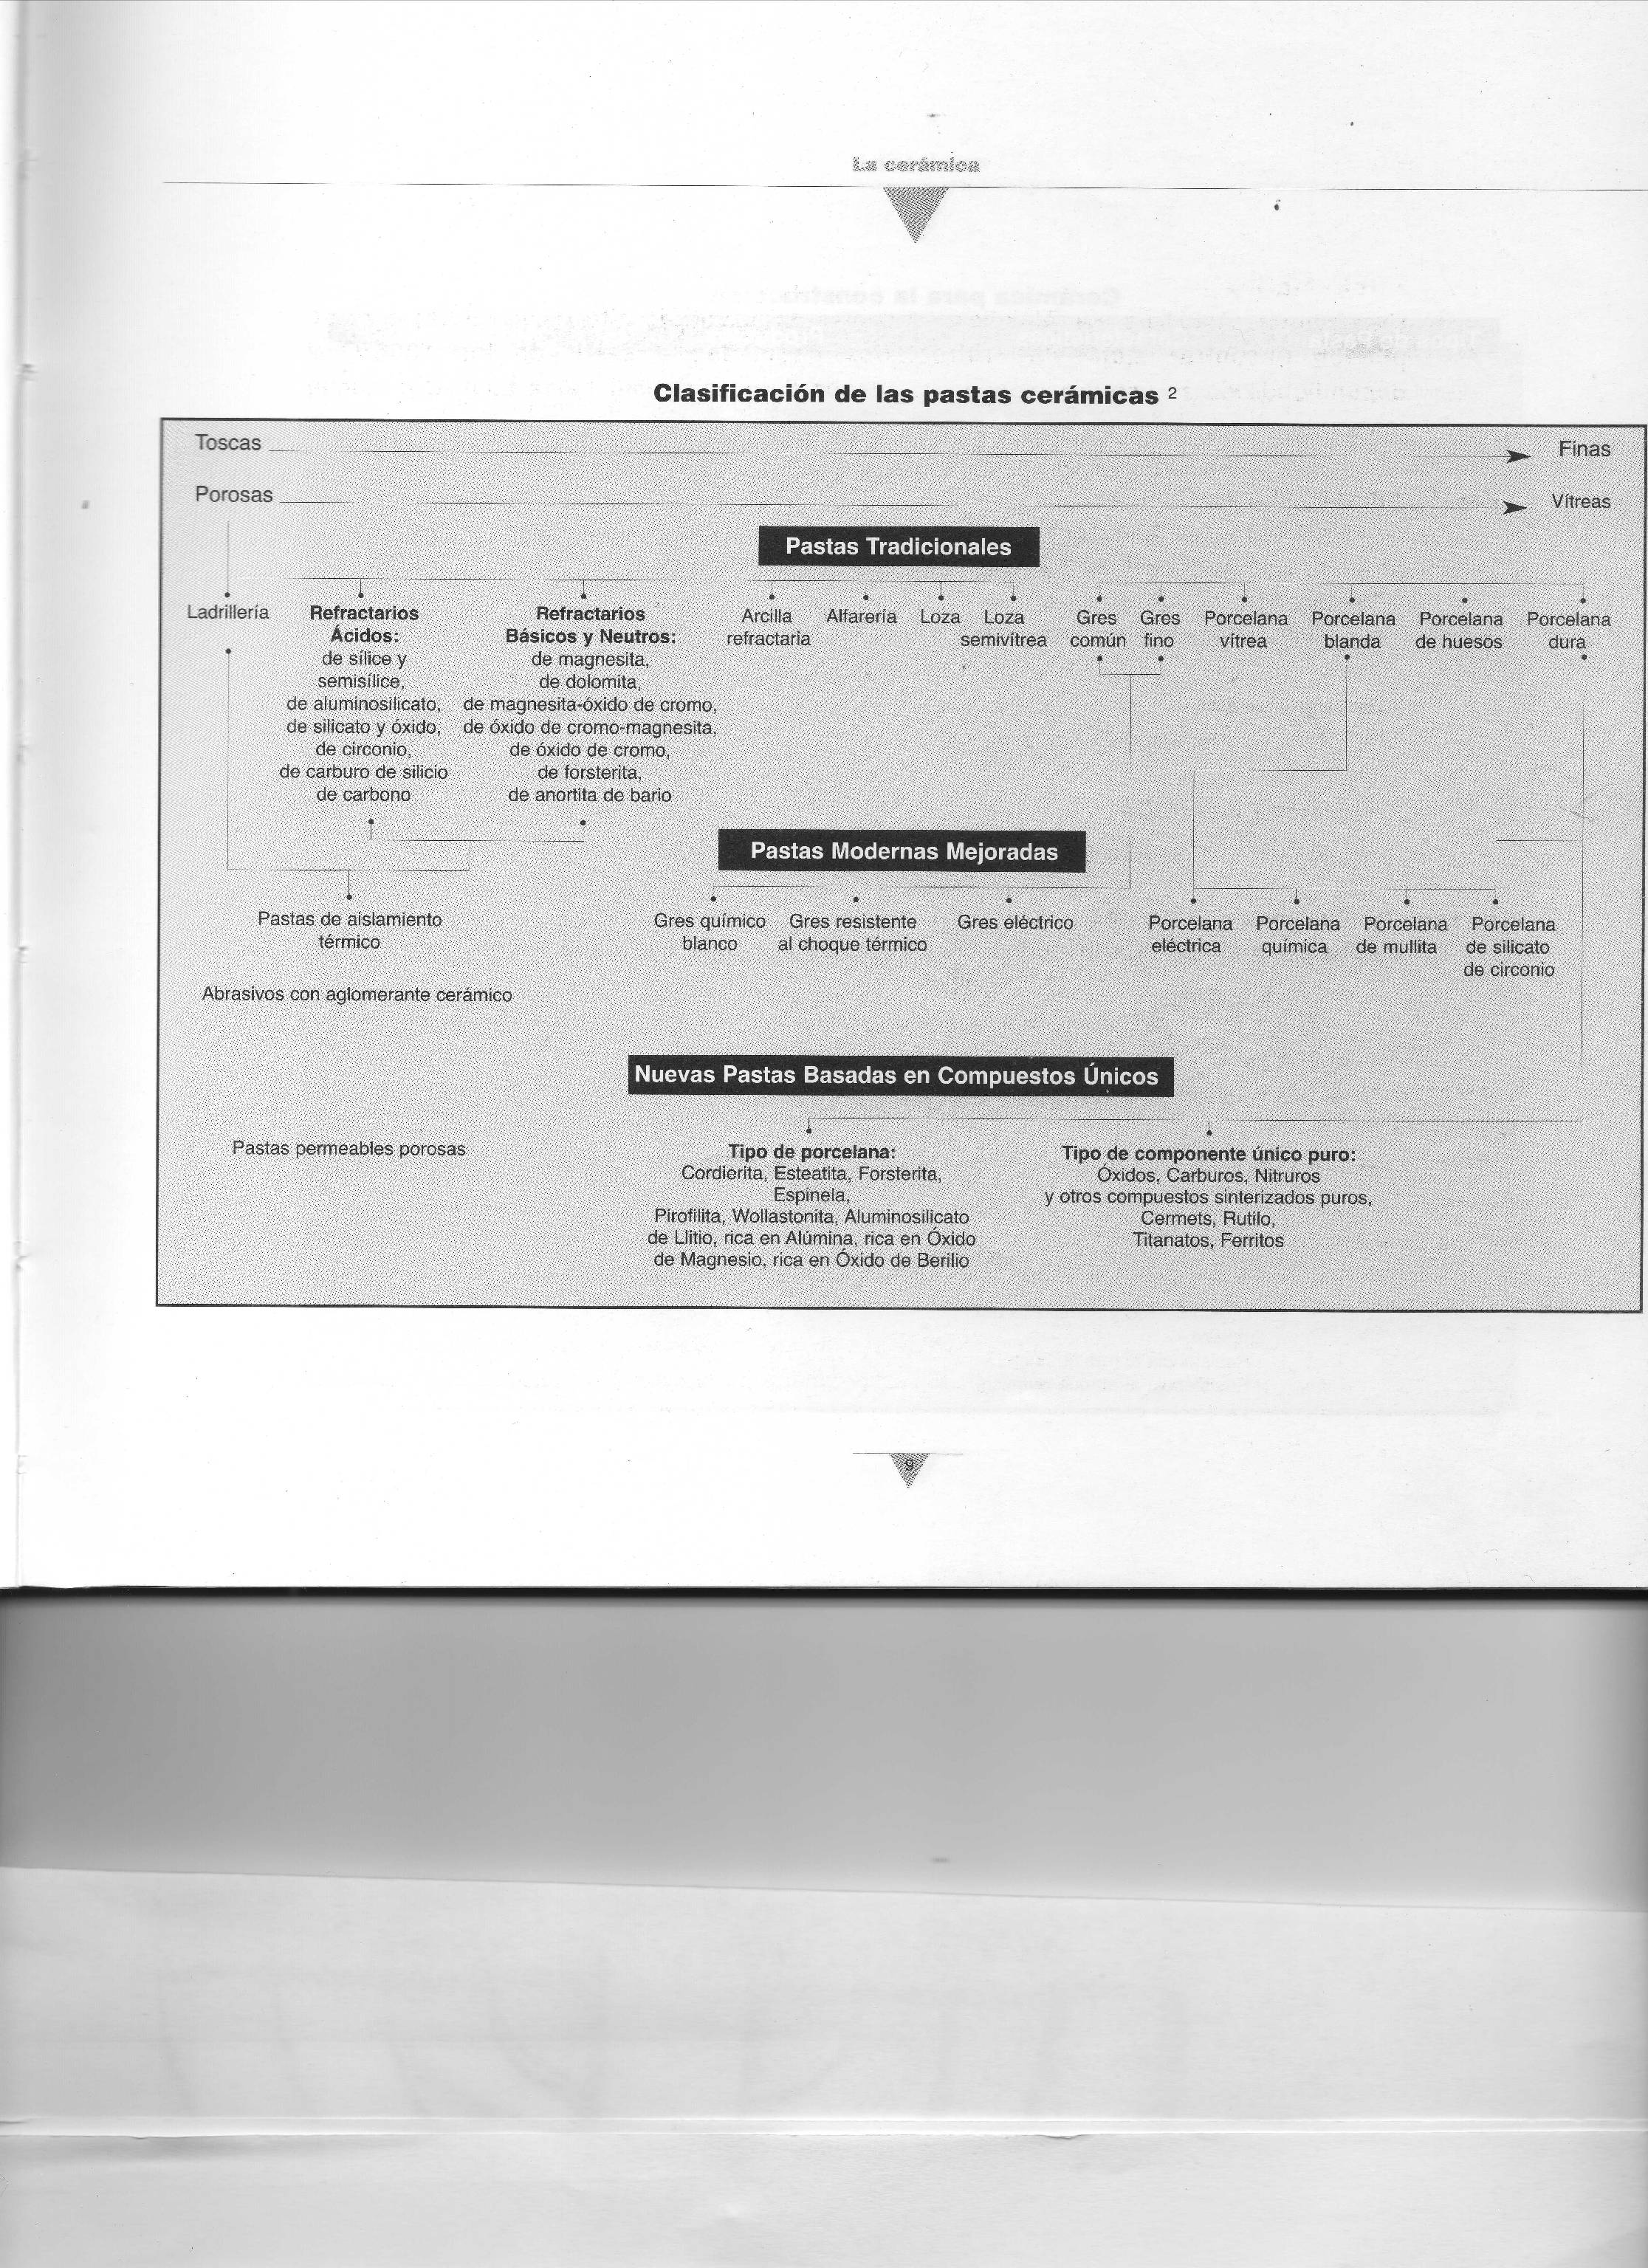 La cerámica
Clasificación de las pastas cerámicas 2
Toscas
Finas
Porosas
Vítreas
Pastas Tradicionales
Ladrillería
Refractarios
Ácidos:
de sílice y
semisílice,
de aluminosilicato,
de silicato y óxido,
de circonio,
de carburo de silicio
de carbono
Refractarios
Básicos y Neutros:
de magnesita,
de dolomita,
de magnesita-óxido de cromo,
de óxido de cromo-magnesita,
de óxido de cromo,
de forsterita,
de anortita de bario
Arcilla
refractaria
Alfarería
Loza
Loza
semivítrea
Gres
común
Gres
fino
Porcelana
vítrea
Porcelana
blanda
Porcelana
de huesos
Porcelana
dura
Pastas Modernas Mejoradas
Pastas de aislamiento
térmico
Gres químico
blanco
Gres resistente
al choque térmico
Gres eléctrico
Porcelana
eléctrica
Porcelana
química
Porcelana
de mullita
Porcelana
de silicato
de circonio
Abrasivos con aglomerante cerámico
Nuevas Pastas Basadas en Compuestos Únicos
Pastas permeables porosas
Tipo de porcelana:
Cordierita, Esteatita, Forsterita,
Espinela,
Pirofilita, Wollastonita, Aluminosilicato
de Llitio, rica en Alúmina, rica en Óxido
de Magnesio, rica en Óxido de Berilio
Tipo de componente único puro:
Óxidos, Carburos, Nitruros
y otros compuestos sinterizados puros,
Cermets, Rutilo,
Titanatos, Ferritos
9